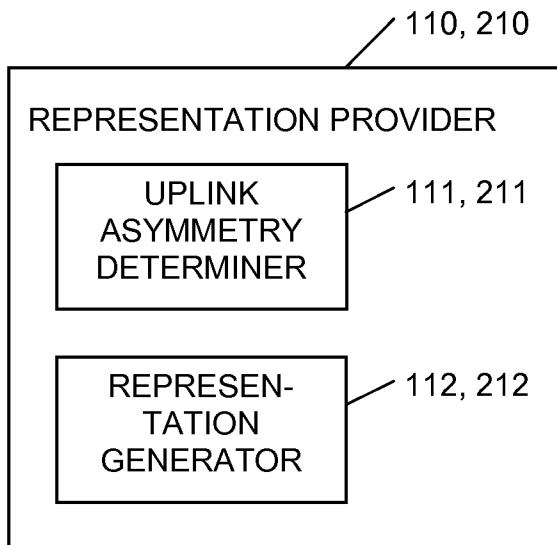 110, 210
REPRESENTATION PROVIDER
UPLINK
ASYMMETRY
DETERMINER
111, 211
REPRESEN-
TATION
GENERATOR
112, 212